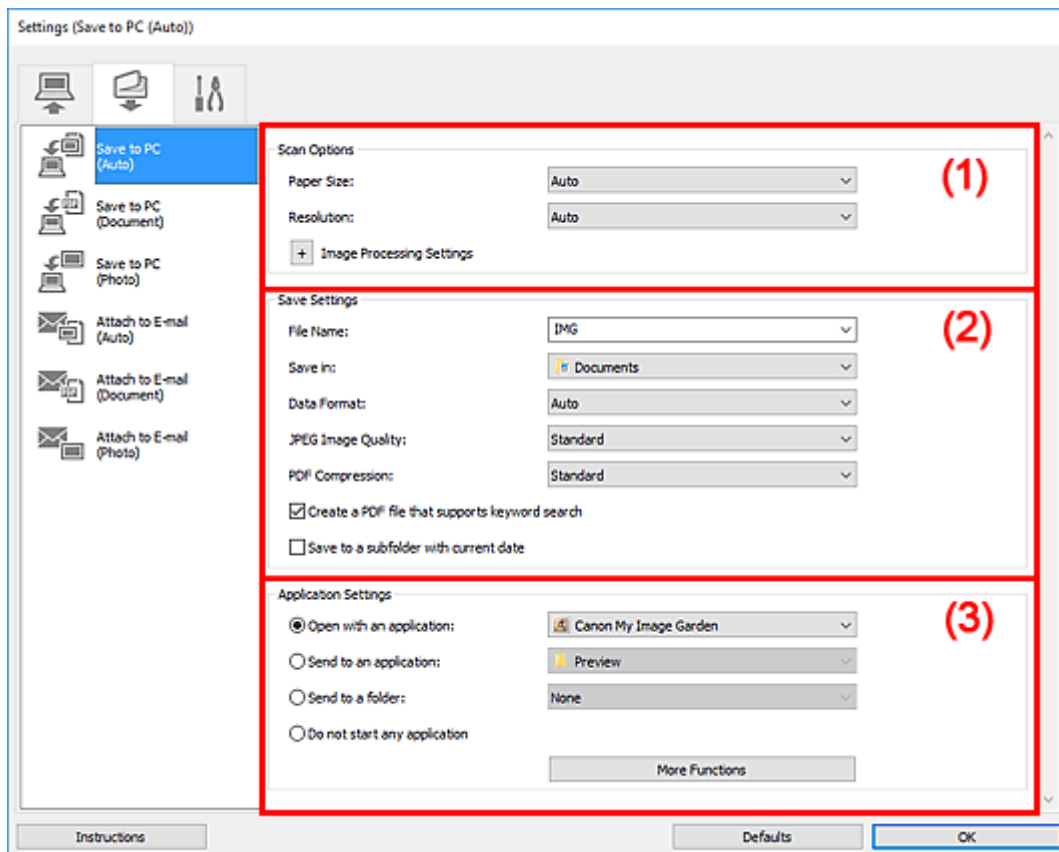 Settings (Save to PC (Auto))
Save to PC
(Auto)
Save to PC
(Document)
Save to PC
(Photo)
Attach to E-mail
(Auto)
Attach to E-mail
(Document)
Attach to E-mail
(Photo)
Scan Options
(1)
Paper Size: Auto
Resolution: Auto
+ Image Processing Settings
Save Settings
(2)
File Name: IMG
Save in: Documents
Data Format: Auto
JPEG Image Quality: Standard
PDF Compression: Standard
Create a PDF file that supports keyword search
Save to a subfolder with current date
Application Settings
(3)
Open with an application: Canon My Image Garden
Send to an application: Preview
Send to a folder: None
Do not start any application
More Functions
Instructions Defaults OK